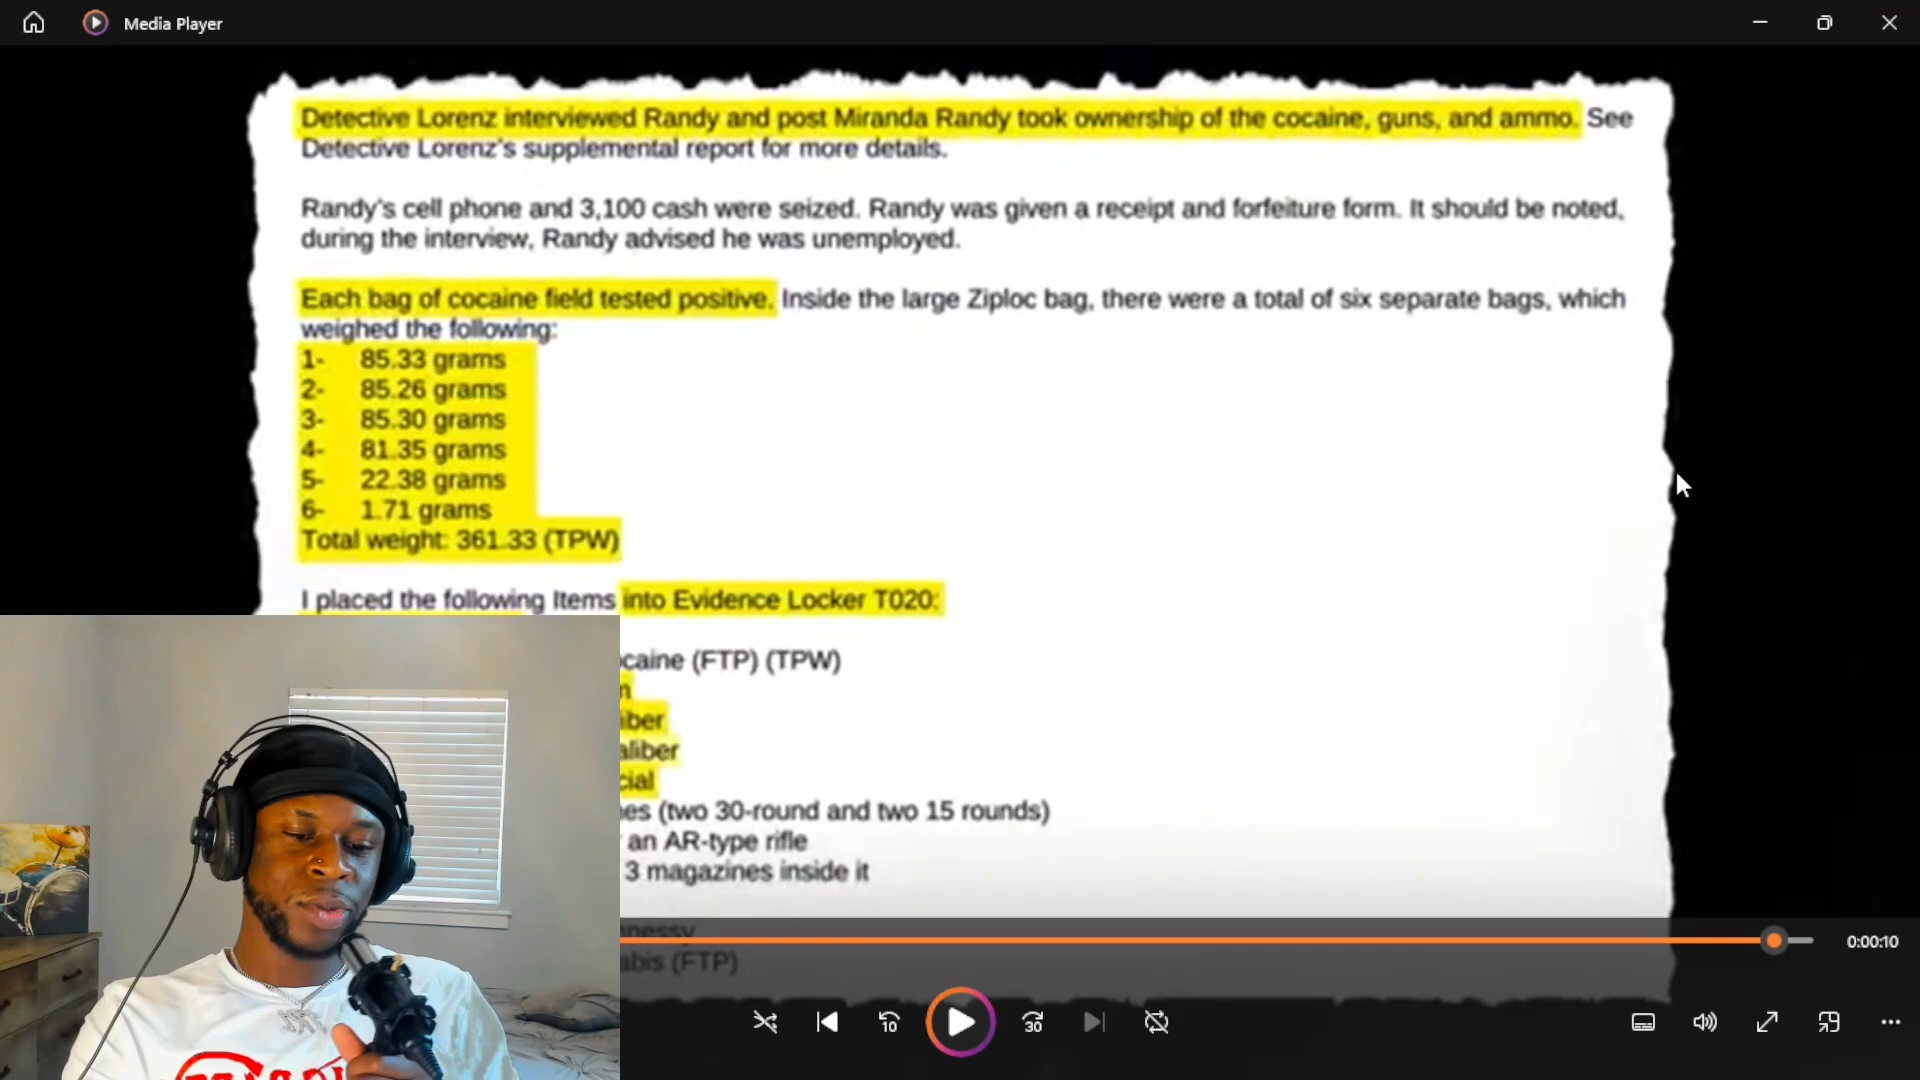 Media Player
Detective Lorenz interviewed Randy and post Miranda Randy took ownership of the cocaine, guns, and ammo. See
Detective Lorenz's supplemental report for more details.
Randy's cell phone and 3,100 cash were seized. Randy was given a receipt and forfeiture form. It should be noted,
during the interview, Randy advised he was unemployed.
Each bag of cocaine field tested positive. Inside the large Ziploc bag, there were a total of six separate bags, which
weighed the following:
1- 85.33 grams
2- 85.26 grams
3- 85.30 grams
4- 81.35 grams
5- 22.38 grams
6- 1.71 grams
Total weight: 361.33 (TPW)
I placed the following Items into Evidence Locker T020:
caine (FTP) (TPW)
n
iber
aliber
cial
es (two 30-round and two 15 rounds)
an AR-type rifle
3 magazines inside it
nnessy
0:00:10
abis (FTP)
10
30